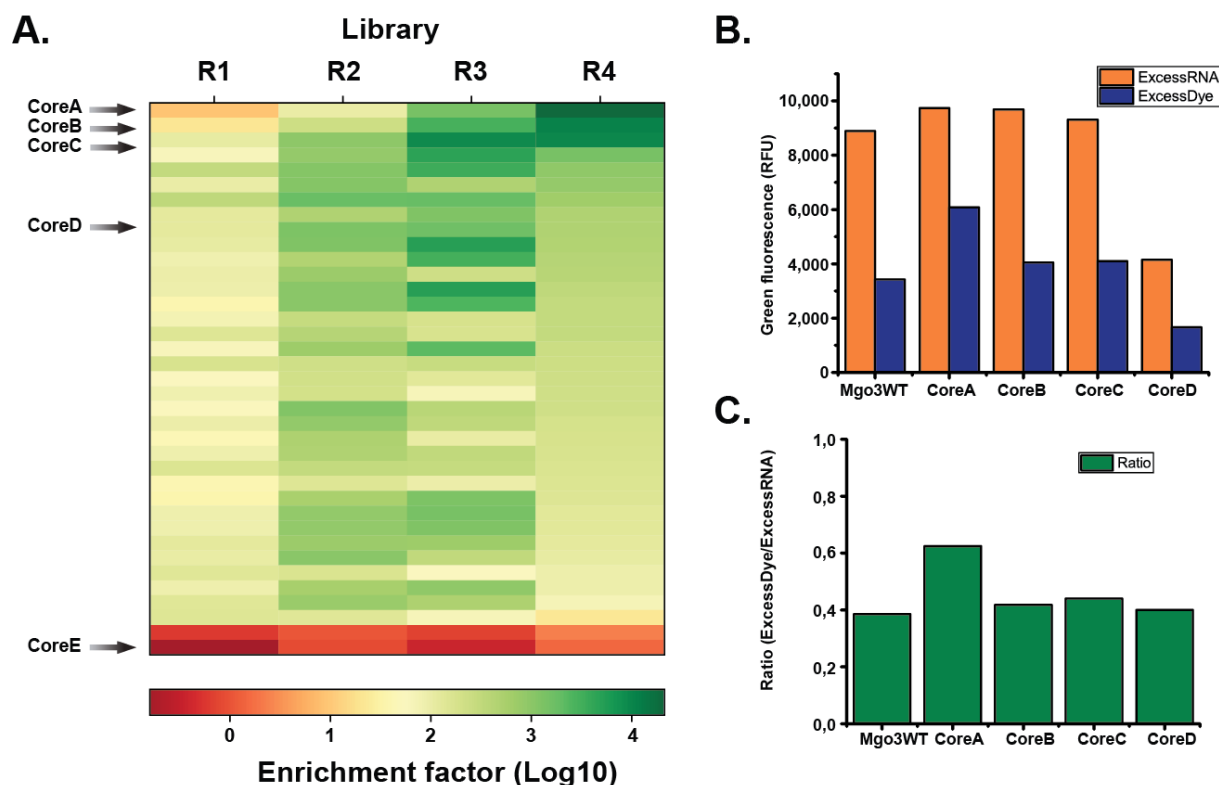 A.
Library
R1 R2 R3 R4
CoreA
CoreB
CoreC
CoreD
CoreE
0 1 2 3 4
Enrichment factor (Log10)
B.
ExcessRNA
ExcessDye
Green fluorescence (RFU)
10,000
8,000
6,000
4,000
2,000
0
Mgo3WT CoreA CoreB CoreC CoreD
C.
Ratio
Ratio (ExcessDye/ExcessRNA)
1,0
0,8
0,6
0,4
0,2
0,0
Mgo3WT CoreA CoreB CoreC CoreD